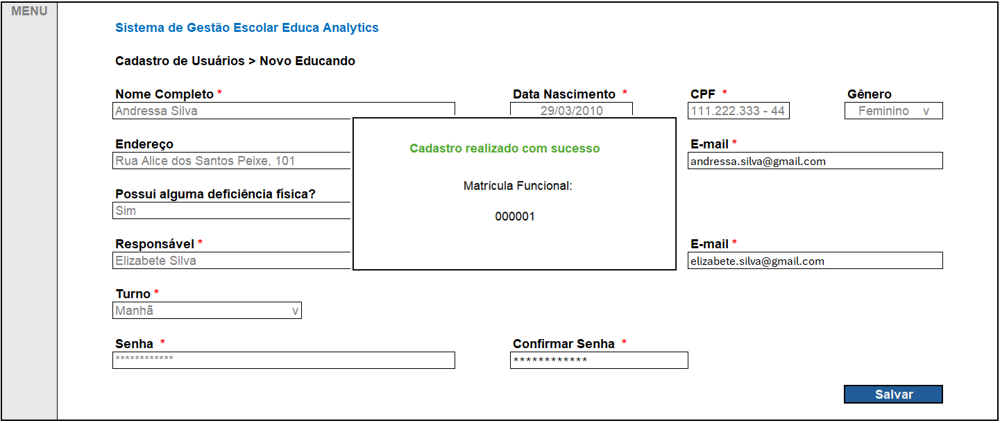 MENU
Sistema de Gestão Escolar Educa Analytics
Cadastro de Usuários > Novo Educando
Nome Completo * Data Nascimento * CPF * Gênero
Andressa Silva 29/03/2010 111.222.333 - 44 Feminino v
Endereço E-mail *
Rua Alice dos Santos Peixe, 101 andressa.silva@gmail.com
Cadastro realizado com sucesso
Matrícula Funcional:
000001
Possui alguma deficiência física?
Sim
Responsável * E-mail *
Elizabete Silva elizabete.silva@gmail.com
Turno *
Manhã v
Senha * Confirmar Senha *
************ ************
Salvar